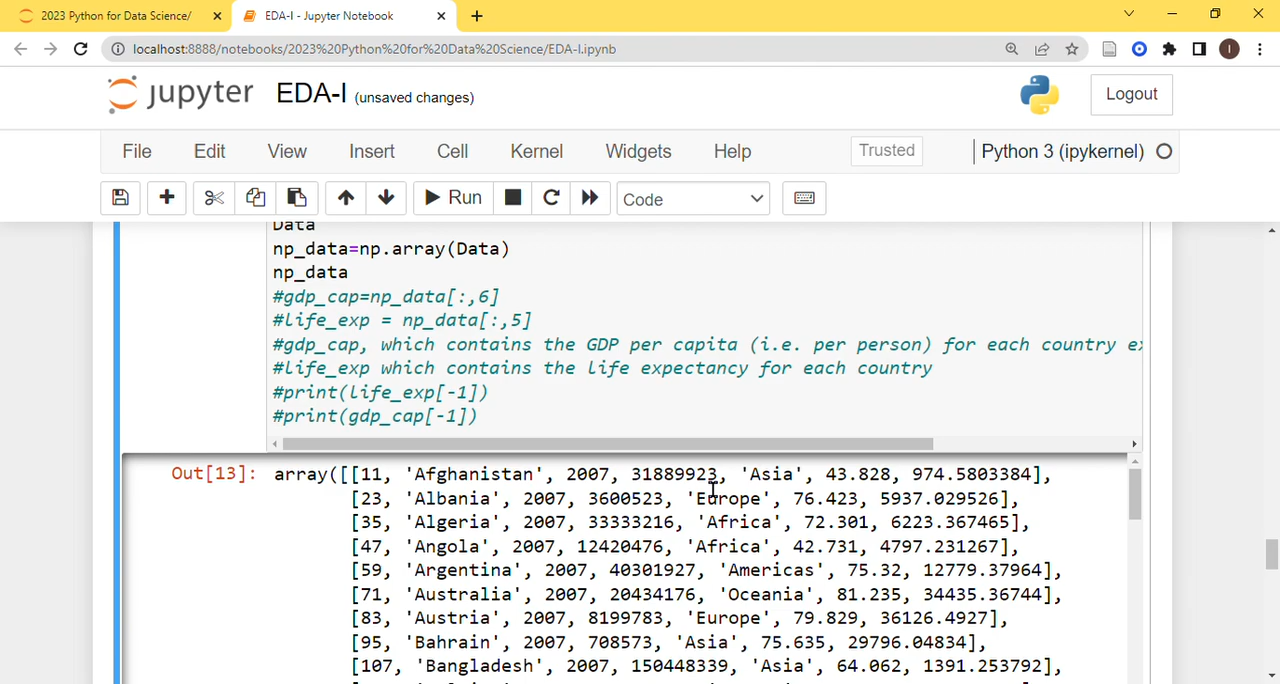 2023 Python for Data Science/
EDA-I - Jupyter Notebook
localhost:8888/notebooks/2023%20Python%20for%20Data%20Science/EDA-I.ipynb
I
jupyter EDA-I (unsaved changes)
Logout
File Edit View Insert Cell Kernel Widgets Help Trusted Python 3 (ipykernel)
Run Code
Data
np_data=np.array(Data)
np_data
#gdp_cap=np_data[:,6]
#life_exp = np_data[:,5]
#gdp_cap, which contains the GDP per capita (i.e. per person) for each country
#life_exp which contains the life expectancy for each country
#print(life_exp[-1])
#print(gdp_cap[-1])
Out[13]: array([[11, 'Afghanistan', 2007, 31889923, 'Asia', 43.828, 974.5803384],
[23, 'Albania', 2007, 3600523, 'Europe', 76.423, 5937.029526],
[35, 'Algeria', 2007, 33333216, 'Africa', 72.301, 6223.367465],
[47, 'Angola', 2007, 12420476, 'Africa', 42.731, 4797.231267],
[59, 'Argentina', 2007, 40301927, 'Americas', 75.32, 12779.37964],
[71, 'Australia', 2007, 20434176, 'Oceania', 81.235, 34435.36744],
[83, 'Austria', 2007, 8199783, 'Europe', 79.829, 36126.4927],
[95, 'Bahrain', 2007, 708573, 'Asia', 75.635, 29796.04834],
[107, 'Bangladesh', 2007, 150448339, 'Asia', 64.062, 1391.253792],